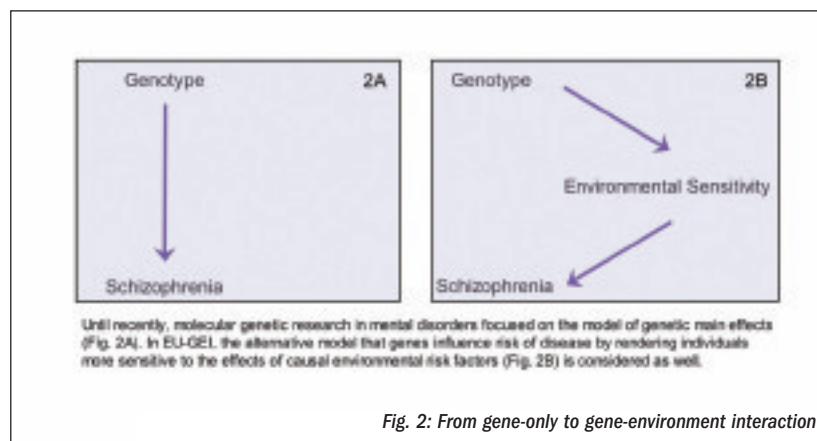 Genotype
2A
Schizophrenia
Genotype
2B
Environmental Sensitivity
Schizophrenia
Until recently, molecular genetic research in mental disorders focused on the model of genetic main effects
(Fig. 2A). In EU-GEI, the alternative model that genes influence risk of disease by rendering individuals
more sensitive to the effects of causal environmental risk factors (Fig. 2B) is considered as well.
Fig. 2: From gene-only to gene-environment interaction